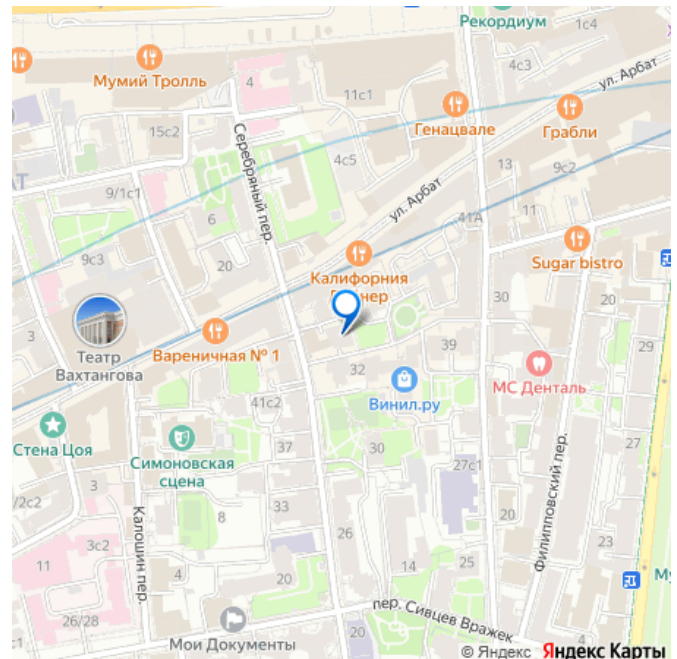 Рекордиум
Мумий Тролль
4
4с3
ул. Арбат
11с1
Генацвале
Грабли
15с2
Серебряный пер.
4с5
13
9с2
АТ
9/1с1
ул. Арбат
6
41А
11
9с3
20
Калифорния
Sugar bistro
30
3
Театр
Вахтангова
Вареничная № 1
39
29
32
МС Денталь
Винил.ру
41с2
Стена Цоя
Симоновская
сцена
37
30
27
27с1
3
/2с2
Калошин пер.
8
33
Филипповский пер.
20
3с2
26
23
11
4
20
14
25
26/28
пер. Сивцев Вражек
Мои Документы
20
© Яндекс Яндекс Карты